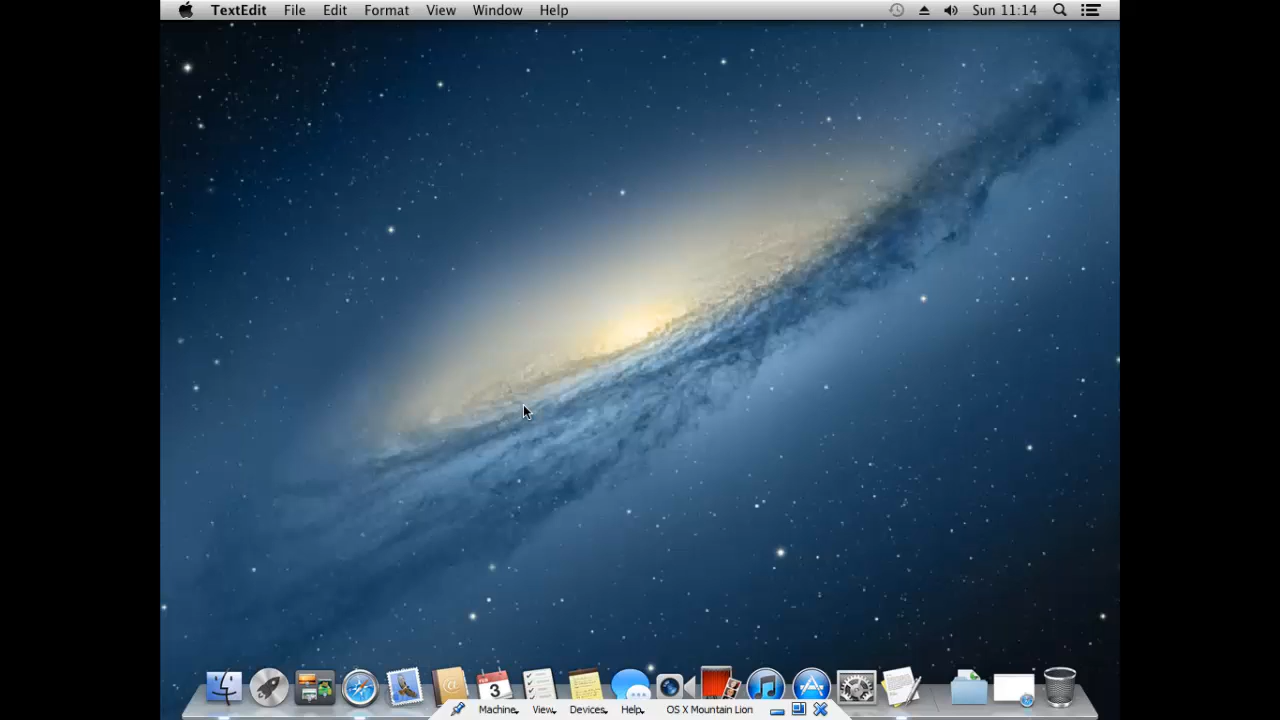 TextEdit File Edit Format View Window Help Sun 11:14
3
Machine View Devices Help OS X Mountain Lion